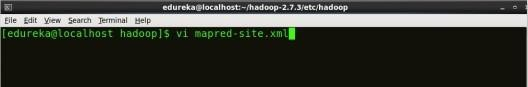 edureka@localhost:~/hadoop-2.7.3/etc/hadoop
File Edit View Search Terminal Help
[edureka@localhost hadoop]$ vi mapred-site.xml